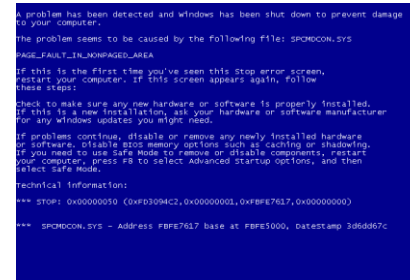 A problem has been detected and Windows has been shut down to prevent damage
to your computer.
The problem seems to be caused by the following file: SPCMDCON.SYS
PAGE_FAULT_IN_NONPAGED_AREA
If this is the first time you've seen this Stop error screen,
restart your computer. If this screen appears again, follow
these steps:
Check to make sure any new hardware or software is properly installed.
If this is a new installation, ask your hardware or software manufacturer
for any Windows updates you might need.
If problems continue, disable or remove any newly installed hardware
or software. Disable BIOS memory options such as caching or shadowing.
If you need to use Safe Mode to remove or disable components, restart
your computer, press F8 to select Advanced Startup Options, and then
select Safe Mode.
Technical information:
*** STOP: 0x00000050 (0xFD3094C2,0x00000001,0xFBFE7617,0x00000000)
*** SPCMDCON.SYS - Address FBFE7617 base at FBFE5000, DateStamp 3d6dd67c